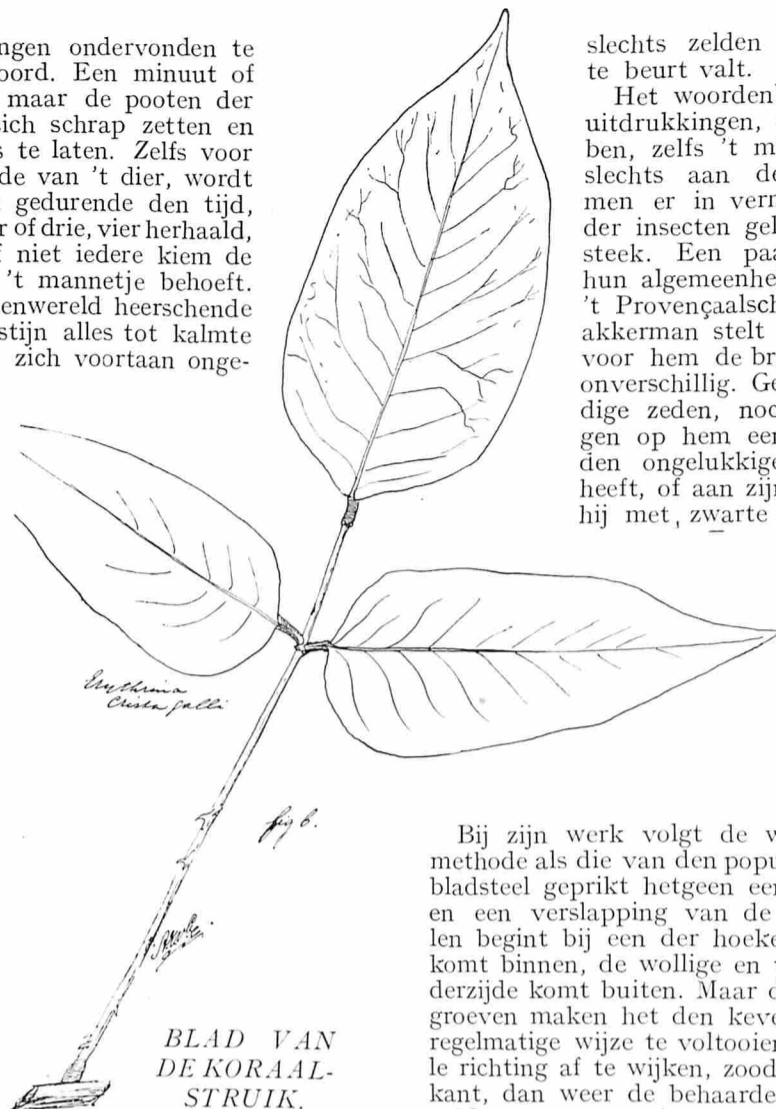 ngen ondervonden te
oord. Een minuut of
maar de pooten der
sich schrap zetten en
s te laten. Zelfs voor
de van 't dier, wordt
gedurende den tijd,
r of drie, vier herhaald,
f niet iedere kiem de
't mannetje behoeft.
enwereld heerschende
stijn alles tot kalmte
zich voortaan onge-
slechts zelden
te beurt valt.
Het woorden
uitdrukkingen,
ben, zelfs 't m
slechts aan de
men er in verr
der insecten gel
steek. Een paa
hun algemeenhe
't Provençaalsch
akkerman stelt
voor hem de br
onverschillig. Ge
dige zeden, noc
gen op hem een
den ongelukkige
heeft, of aan zijn
hij met, zwarte
Erythrina
Crista galli
fig 6.
Bij zijn werk volgt de w
methode als die van den popu
bladsteel geprikt hetgeen een
en een verslapping van de
len begint bij een der hoeke
komt binnen, de wollige en
derzijde komt buiten. Maar d
groeven maken het den keve
regelmatige wijze te voltooien
le richting af te wijken, zood
kant, dan weer de behaarde
BLAD VAN
DE KORAAL-
STRUIK.